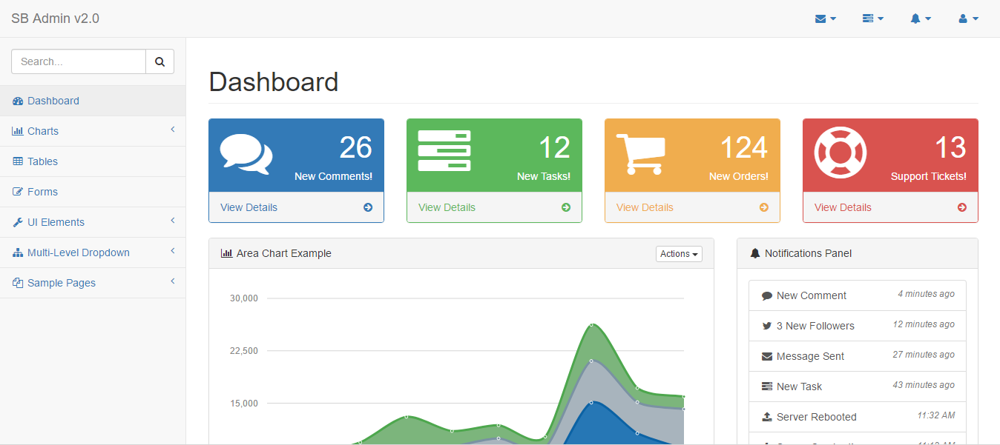 SB Admin v2.0
Search...
Dashboard
Charts
Tables
Forms
UI Elements
Multi-Level Dropdown
Sample Pages
Dashboard
26
New Comments!
View Details
12
New Tasks!
View Details
124
New Orders!
View Details
13
Support Tickets!
View Details
Area Chart Example
Actions
30,000
22,500
15,000
Notifications Panel
New Comment 4 minutes ago
3 New Followers 12 minutes ago
Message Sent 27 minutes ago
New Task 43 minutes ago
Server Rebooted 11:32 AM